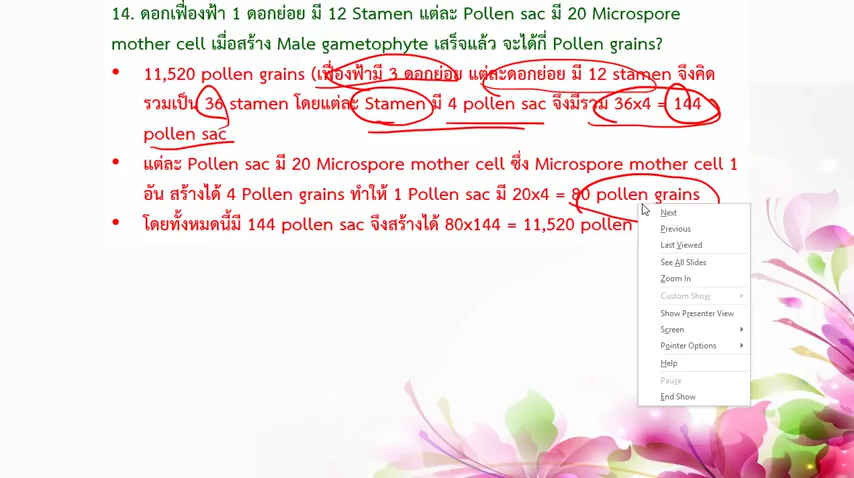 14. ดอกเฟื่องฟ้า 1 ดอกย่อย มี 12 Stamen แต่ละ Pollen sac มี 20 Microspore
mother cell เมื่อสร้าง Male gametophyte เสร็จแล้ว จะได้กี่ Pollen grains?
• 11,520 pollen grains (เฟื่องฟ้ามี 3 ดอกย่อย แต่ละดอกย่อย มี 12 stamen จึงคิด
รวมเป็น 36 stamen โดยแต่ละ Stamen มี 4 pollen sac จึงมีรวม 36x4 = 144
pollen sac
• แต่ละ Pollen sac มี 20 Microspore mother cell ซึ่ง Microspore mother cell 1
อัน สร้างได้ 4 Pollen grains ทำให้ 1 Pollen sac มี 20x4 = 80 pollen grains
• โดยทั้งหมดนี้มี 144 pollen sac จึงสร้างได้ 80x144 = 11,520 pollen
Next
Previous
Last Viewed
See All Slides
Zoom In
Custom Show
Show Presenter View
Screen
Pointer Options
Help
Pause
End Show